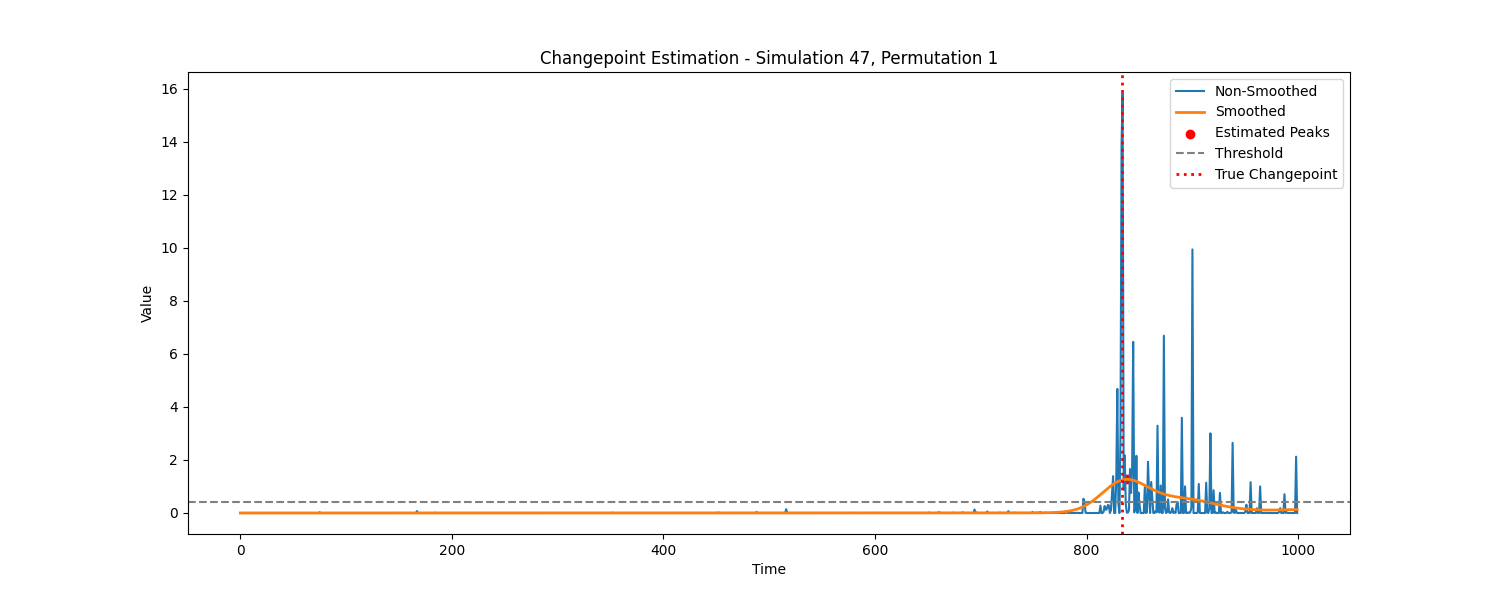 Changepoint Estimation - Simulation 47, Permutation 1
Non-Smoothed
Smoothed
Estimated Peaks
Threshold
True Changepoint
Value
16
14
12
10
8
6
4
2
0
0 200 400 600 800 1000
Time